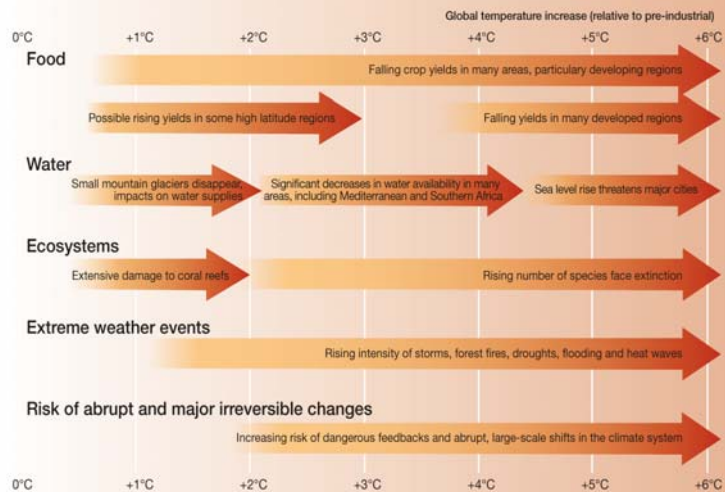 Global temperature increase (relative to pre-industrial)
0°C +1°C +2°C +3°C +4°C +5°C +6°C
Food
Falling crop yields in many areas, particulary developing regions
Possible rising yields in some high latitude regions
Falling yields in many developed regions
Water
Small mountain glaciers disappear,
impacts on water supplies
Significant decreases in water availability in many
areas, including Mediterranean and Southern Africa
Sea level rise threatens major cities
Ecosystems
Extensive damage to coral reefs
Rising number of species face extinction
Extreme weather events
Rising intensity of storms, forest fires, droughts, flooding and heat waves
Risk of abrupt and major irreversible changes
Increasing risk of dangerous feedbacks and abrupt, large-scale shifts in the climate system
0°C +1°C +2°C +3°C +4°C +5°C +6°C